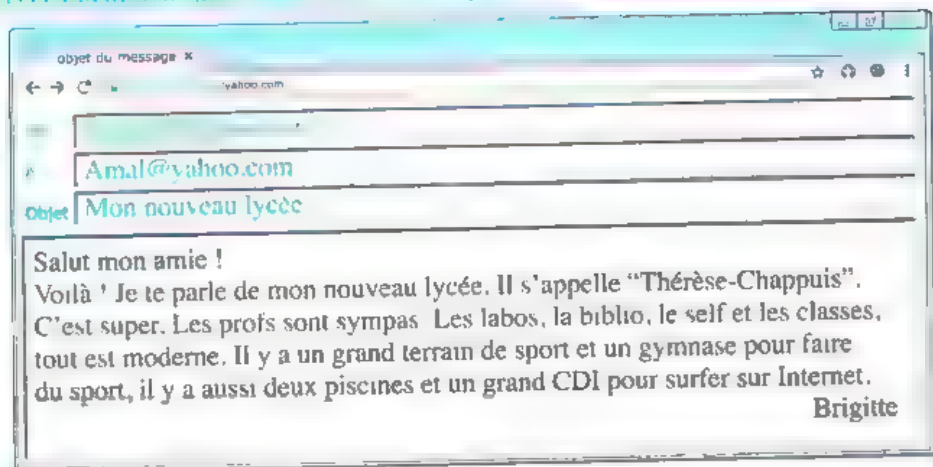 objet du message ×
yahoo.com
Amal@yahoo.com
Objet Mon nouveau lycée
Salut mon amie !
Voilà ! Je te parle de mon nouveau lycée. Il s'appelle “Thérèse-Chappuis”.
C'est super. Les profs sont sympas. Les labos, la biblio, le self et les classes,
tout est moderne. Il y a un grand terrain de sport et un gymnase pour faire
du sport, il y a aussi deux piscines et un grand CDI pour surfer sur Internet.
Brigitte